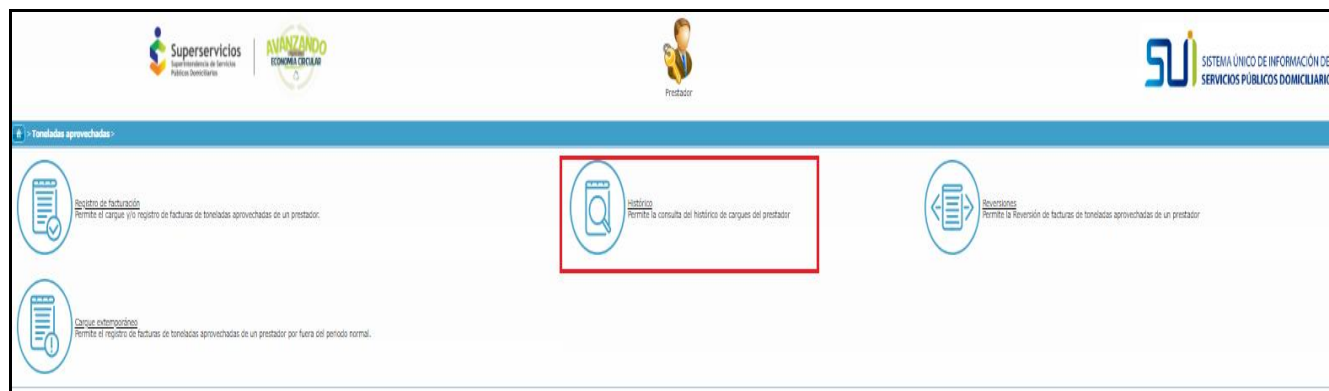 Superservicios
Superintendencia de Servicios
Públicos Domiciliarios
AVANZANDO
ECONOMÍA CIRCULAR
Prestador
SUI
SISTEMA ÚNICO DE INFORMACIÓN DE
SERVICIOS PÚBLICOS DOMICILIARIO
> Toneladas aprovechadas >
Registro de facturación
Permite el cargue y/o registro de facturas de toneladas aprovechadas de un prestador.
Histórico
Permite la consulta del histórico de cargues del prestador
Reversiones
Permite la Reversión de facturas de toneladas aprovechadas de un prestador
Cargue extemporáneo
Permite el registro de facturas de toneladas aprovechadas de un prestador por fuera del periodo normal.